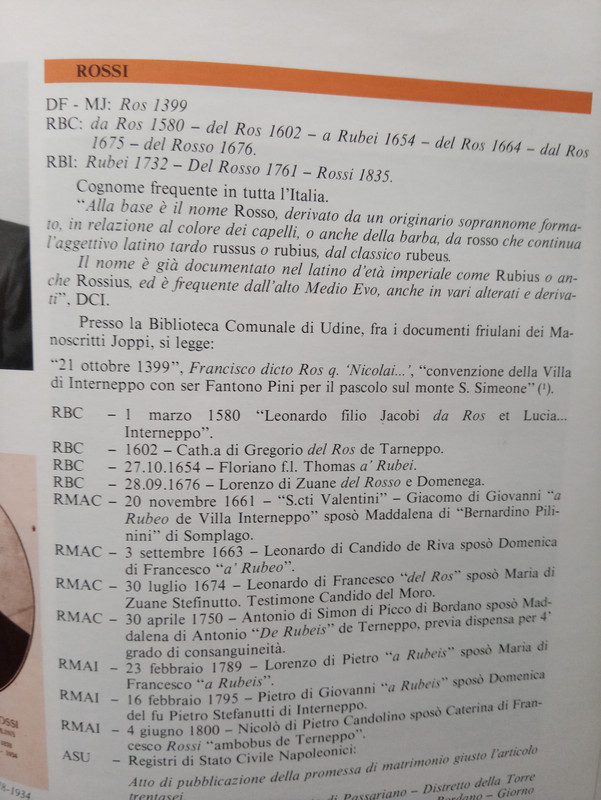 ROSSI
DF - MJ: Ros 1399
RBC: da Ros 1580 – del Ros 1602 – a Rubei 1654 – del Ros 1664 – dal Ros
1675 – del Rosso 1676.
RBI: Rubei 1732 – Del Rosso 1761 – Rossi 1835.
Cognome frequente in tutta l'Italia.
“Alla base è il nome Rosso, derivato da un originario soprannome forma-
to, in relazione al colore dei capelli, o anche della barba, da rosso che continua
l'aggettivo latino tardo russus o rubius, dal classico rubeus.
Il nome è già documentato nel latino d'età imperiale come Rubius o an-
che Rossius, ed è frequente dall'alto Medio Evo, anche in vari alterati e deriva-
ti”, DCI.
Presso la Biblioteca Comunale di Udine, fra i documenti friulani dei Ma-
noscritti Joppi, si legge:
“21 ottobre 1399”, Francisco dicto Ros q. ‘Nicolai...’, “convenzione della Villa
di Interneppo con ser Fantono Pini per il pascolo sul monte S. Simeone” (¹).
RBC – 1 marzo 1580 “Leonardo filio Jacobi da Ros et Lucia...
Interneppo”.
RBC – 1602 – Cath.a di Gregorio del Ros de Tarneppo.
RBC – 27.10.1654 – Floriano f.l. Thomas a' Rubei.
RBC – 28.09.1676 – Lorenzo di Zuane del Rosso e Domenega.
RMAC – 20 novembre 1661 – “S.cti Valentini” – Giacomo di Giovanni “a
Rubeo de Villa Interneppo” sposò Maddalena di “Bernardino Pili-
nini” di Somplago.
RMAC – 3 settembre 1663 – Leonardo di Candido de Riva sposò Domenica
di Francesco “a' Rubeo”.
RMAC – 30 luglio 1674 – Leonardo di Francesco “del Ros” sposò Maria di
Zuane Stefinutto. Testimone Candido del Moro.
RMAC – 30 aprile 1750 – Antonio di Simon di Picco di Bordano sposò Mad-
dalena di Antonio “De Rubeis” de Terneppo, previa dispensa per 4°
grado di consanguineità.
RMAI – 23 febbraio 1789 – Lorenzo di Pietro “a Rubeis” sposò Maria di
Francesco “a Rubeis”.
RMAI – 16 febbraio 1795 – Pietro di Giovanni “a Rubeis” sposò Domenica
del fu Pietro Stefanutti di Interneppo.
RMAI – 4 giugno 1800 – Nicolò di Pietro Candolino sposò Caterina di Fran-
cesco Rossi “ambobus de Terneppo”.
ASU – Registri di Stato Civile Napoleonici:
Atto di pubblicazione della promessa di matrimonio giusto l'articolo
trentasei
di Passariano – Distretto della Torre
Bordano – Giorno
OSSI
1934
8-1934